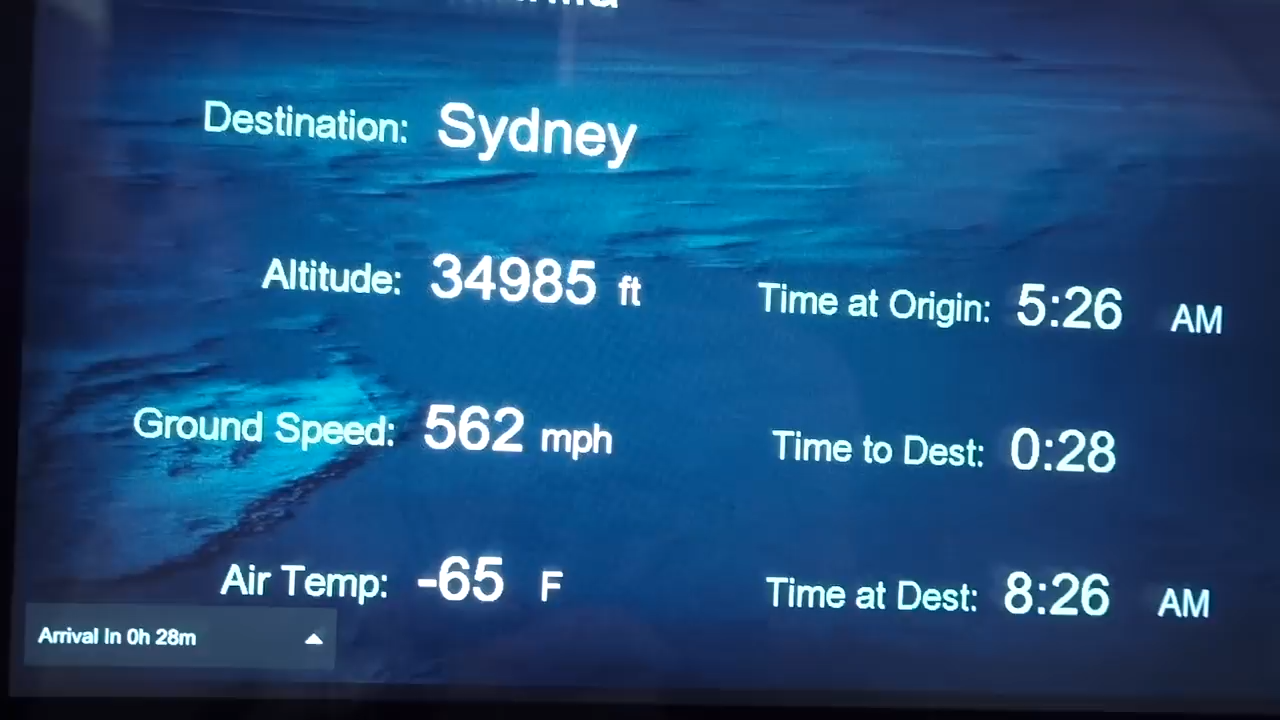 Destination: Sydney
Altitude: 34985 ft
Time at Origin: 5:26 AM
Ground Speed: 562 mph
Time to Dest: 0:28
Air Temp: -65 F
Time at Dest: 8:26 AM
Arrival In 0h 28m